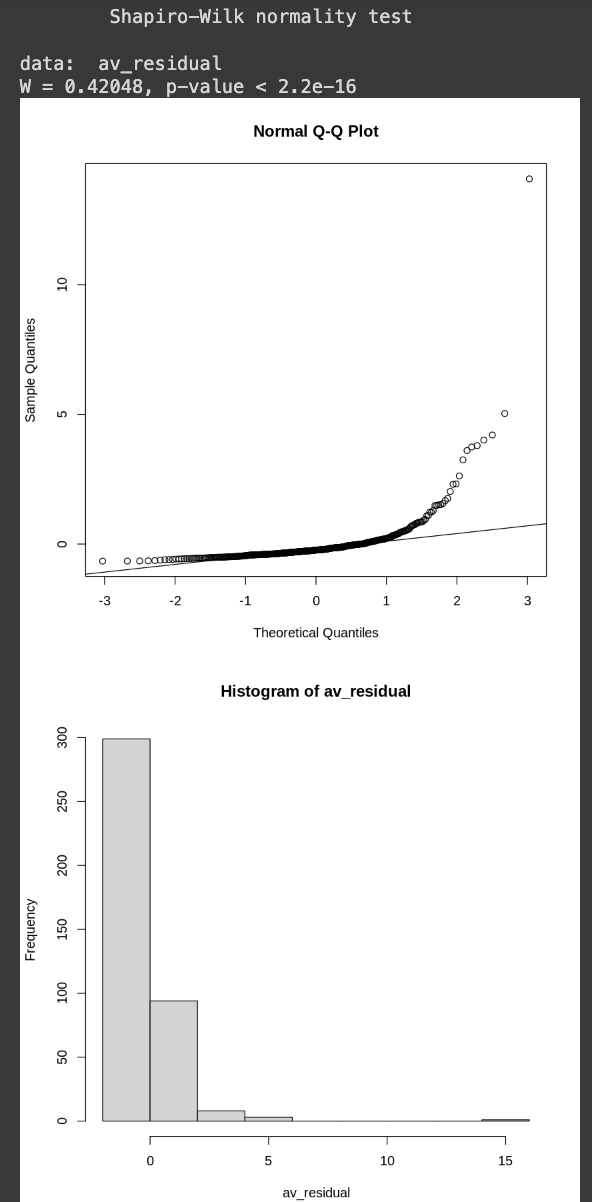 Shapiro-Wilk normality test
data:  av_residual
W = 0.42048, p-value < 2.2e-16
Normal Q-Q Plot
Sample Quantiles
10
5
0
-3 -2 -1 0 1 2 3
Theoretical Quantiles
Histogram of av_residual
Frequency
300
250
200
150
100
50
0
0 5 10 15
av_residual